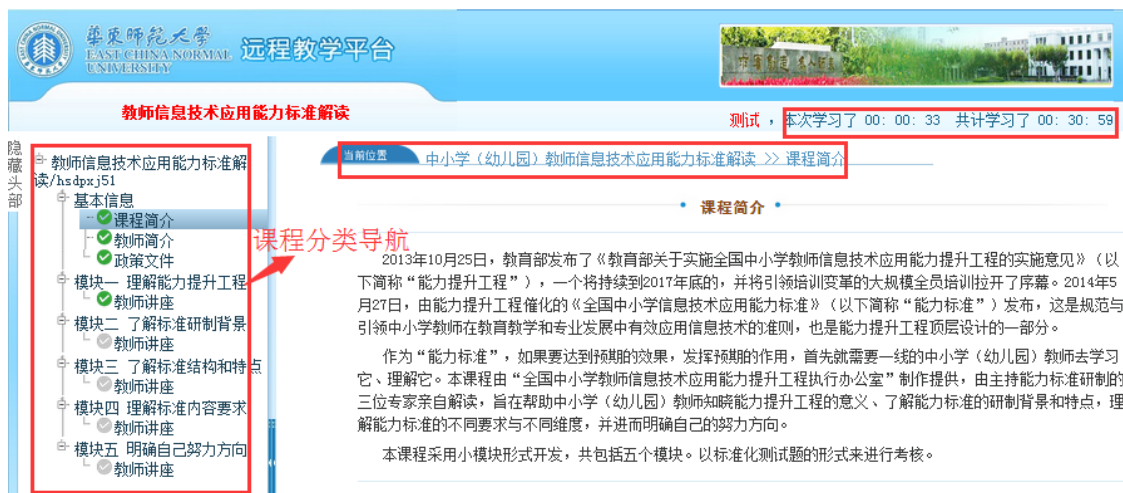 華東師範大學
EAST CHINA NORMAL
UNIVERSITY
远程教学平台
教师信息技术应用能力标准解读
测试 ，本次学习了 00: 00: 33 共计学习了 00: 30: 59
隐藏头部
当前位置 中小学（幼儿园）教师信息技术应用能力标准解读 >> 课程简介
教师信息技术应用能力标准解
读/hsdpxj51
基本信息
课程简介
教师简介
政策文件
模块一 理解能力提升工程
教师讲座
模块二 了解标准研制背景
教师讲座
模块三 了解标准结构和特点
教师讲座
模块四 理解标准内容要求
教师讲座
模块五 明确自己努力方向
教师讲座
课程分类导航
课程简介
2013年10月25日，教育部发布了《教育部关于实施全国中小学教师信息技术应用能力提升工程的实施意见》（以
下简称“能力提升工程”），一个将持续到2017年底的，并将引领培训变革的大规模全员培训拉开了序幕。2014年5
月27日，由能力提升工程催化的《全国中小学信息技术应用能力标准》（以下简称“能力标准”）发布，这是规范与
引领中小学教师在教育教学和专业发展中有效应用信息技术的准则，也是能力提升工程顶层设计的一部分。
作为“能力标准”，如果要达到预期的效果，发挥预期的作用，首先就需要一线的中小学（幼儿园）教师去学习
它、理解它。本课程由“全国中小学教师信息技术应用能力提升工程执行办公室”制作提供，由主持能力标准研制的
三位专家亲自解读，旨在帮助中小学（幼儿园）教师知晓能力提升工程的意义、了解能力标准的研制背景和特点，理
解能力标准的不同要求与不同维度，并进而明确自己的努力方向。
本课程采用小模块形式开发，共包括五个模块。以标准化测试题的形式来进行考核。